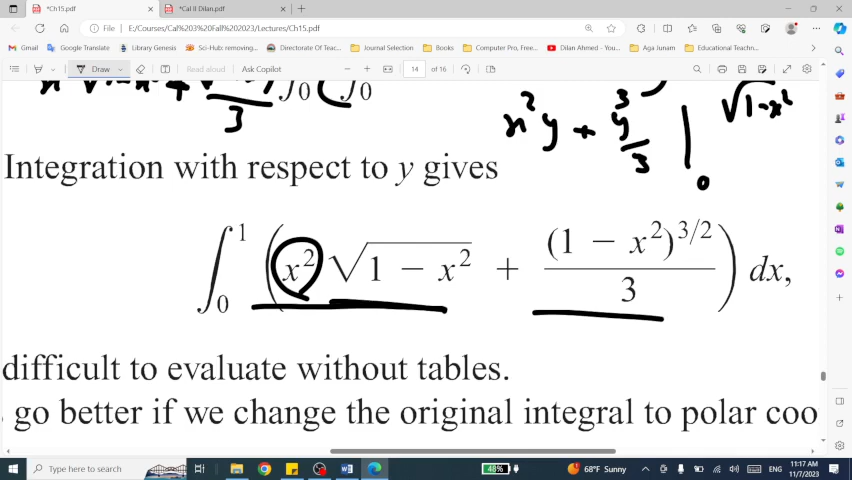 *Ch15.pdf
*Cal II Dilan.pdf
File E:/Courses/Cal%203%20Fall%202023/Lectures/Ch15.pdf
Gmail Google Translate Library Genesis Sci-Hub: removing... Directorate Of Teac... Journal Selection Books Computer Pro, Free... Dilan Ahmed - You... Aga Junam Educational Teachn...
Draw Read aloud Ask Copilot 14 of 16
3 ∫0 ∫0
x²y + y³/3 |0 √1-x²
Integration with respect to y gives
∫₀¹ (x²√1 − x² + (1 − x²)^3/2 / 3) dx,
difficult to evaluate without tables.
go better if we change the original integral to polar coo
Type here to search
48%
68°F Sunny
ENG
11:17 AM
11/7/2023